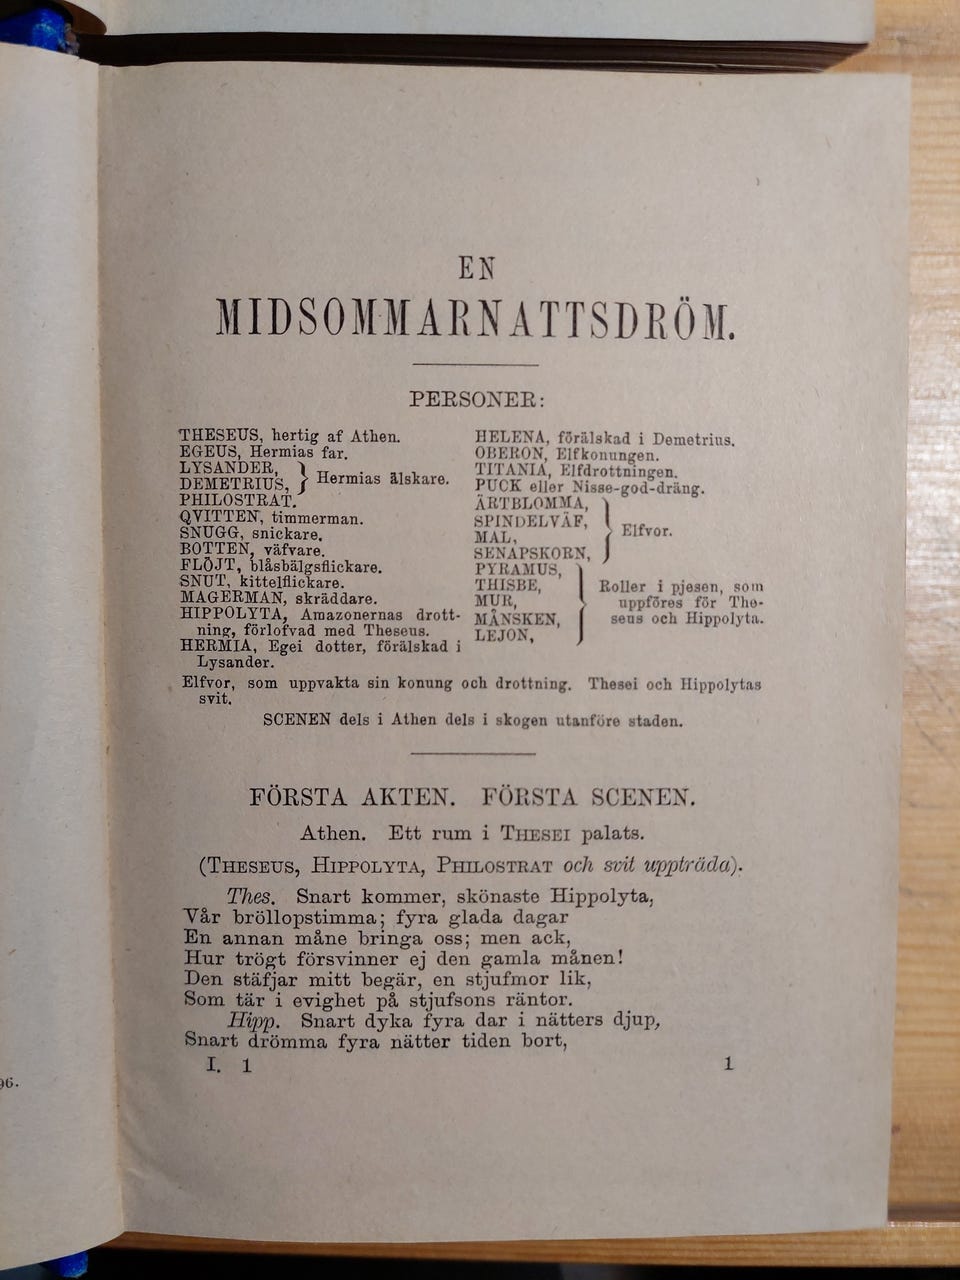 EN
MIDSOMMARNATTSDRÖM.
PERSONER:
THESEUS, hertig af Athen.
EGEUS, Hermias far.
LYSANDER,
DEMETRIUS, } Hermias älskare.
PHILOSTRAT.
QVITTEN, timmerman.
SNUGG, snickare.
BOTTEN, väfvare.
FLÖJT, blåsbälgsflickare.
SNUT, kittelflickare.
MAGERMAN, skräddare.
HIPPOLYTA, Amazonernas drott-
ning, förlofvad med Theseus.
HERMIA, Egei dotter, förälskad i
Lysander.
HELENA, förälskad i Demetrius.
OBERON, Elfkonungen.
TITANIA, Elfdrottningen.
PUCK eller Nisse-god-dräng.
ÄRTBLOMMA,
SPINDELVÄF,
MAL,
SENAPSKORN, } Elfvor.
PYRAMUS,
THISBE,
MUR,
MÅNSKEN,
LEJON, } Roller i pjesen, som
uppföres för The-
seus och Hippolyta.
Elfvor, som uppvakta sin konung och drottning. Thesei och Hippolytas
svit.
SCENEN dels i Athen dels i skogen utanföre staden.
FÖRSTA AKTEN. FÖRSTA SCENEN.
Athen. Ett rum i THESEI palats.
(THESEUS, HIPPOLYTA, PHILOSTRAT och svit uppträda).
Thes. Snart kommer, skönaste Hippolyta,
Vår bröllopstimma; fyra glada dagar
En annan måne bringa oss; men ack,
Hur trögt försvinner ej den gamla månen!
Den stäfjar mitt begär, en stjufmor lik,
Som tär i evighet på stjufsons räntor.
Hipp. Snart dyka fyra dar i nätters djup,
Snart drömma fyra nätter tiden bort,
I. 1 1